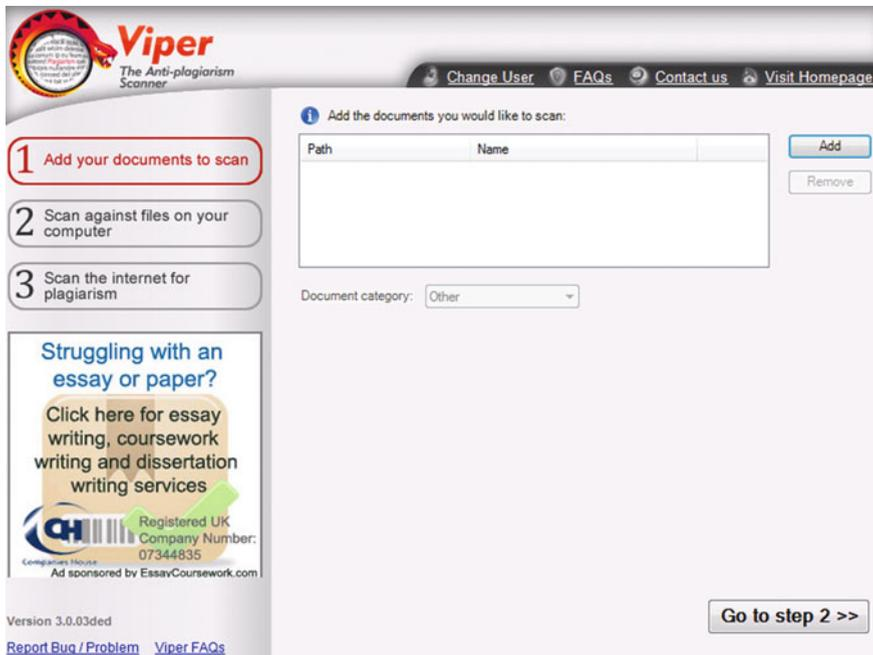 Viper
The Anti-plagiarism
Scanner
Change User
FAQs
Contact us
Visit Homepage
1 Add your documents to scan
2 Scan against files on your
computer
3 Scan the internet for
plagiarism
Add the documents you would like to scan:
Path
Name
Add
Remove
Document category:
Other
Struggling with an
essay or paper?
Click here for essay
writing, coursework
writing and dissertation
writing services
CH
Companies House
Registered UK
Company Number:
07344835
Ad sponsored by EssayCoursework.com
Go to step 2 >>
Version 3.0.03ded
Report Bug / Problem
Viper FAQs